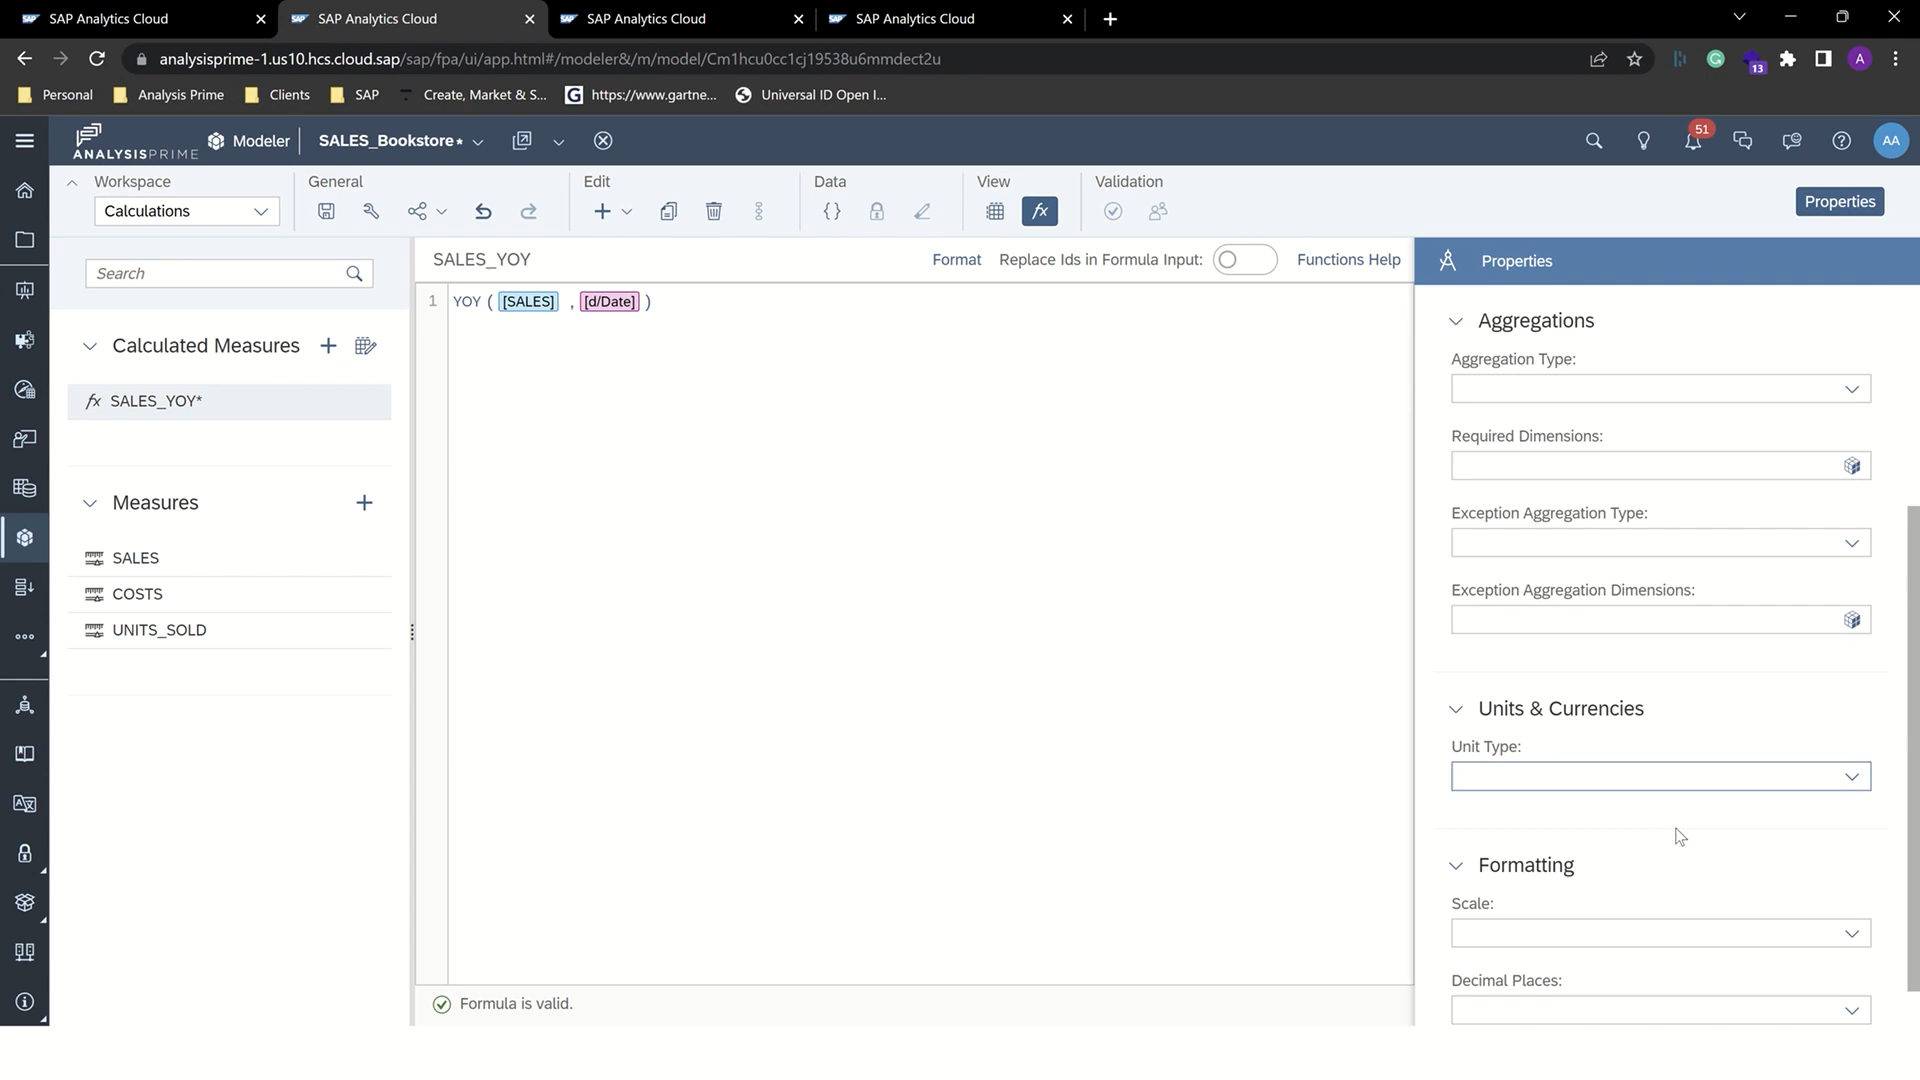 SAP Analytics Cloud
SAP Analytics Cloud
SAP Analytics Cloud
SAP Analytics Cloud
analysisprime-1.us10.hcs.cloud.sap/sap/fpa/ui/app.html#/modeler&/m/model/Cm1hcu0cc1cj19538u6mmdect2u
13
A
Personal
Analysis Prime
Clients
SAP
Create, Market & S...
https://www.gartne...
Universal ID Open I...
ANALYSISPRIME
Modeler
SALES_Bookstore*
51
AA
Workspace
General
Edit
Data
View
Validation
Calculations
fx
Properties
Search
SALES_YOY
Format
Replace Ids in Formula Input:
Functions Help
Properties
1 YOY ( [SALES] , [d/Date] )
Calculated Measures
fx SALES_YOY*
Measures
SALES
COSTS
UNITS_SOLD
Aggregations
Aggregation Type:
Required Dimensions:
Exception Aggregation Type:
Exception Aggregation Dimensions:
Units & Currencies
Unit Type:
Formatting
Scale:
Decimal Places:
Formula is valid.